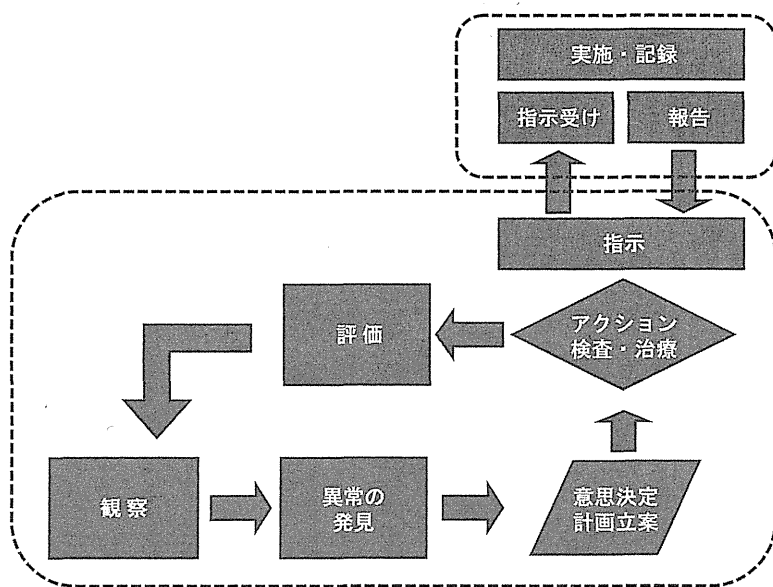 実施・記録
指示受け
報告
指示
評価
アクション
検査・治療
観察
異常の
発見
意思決定
計画立案